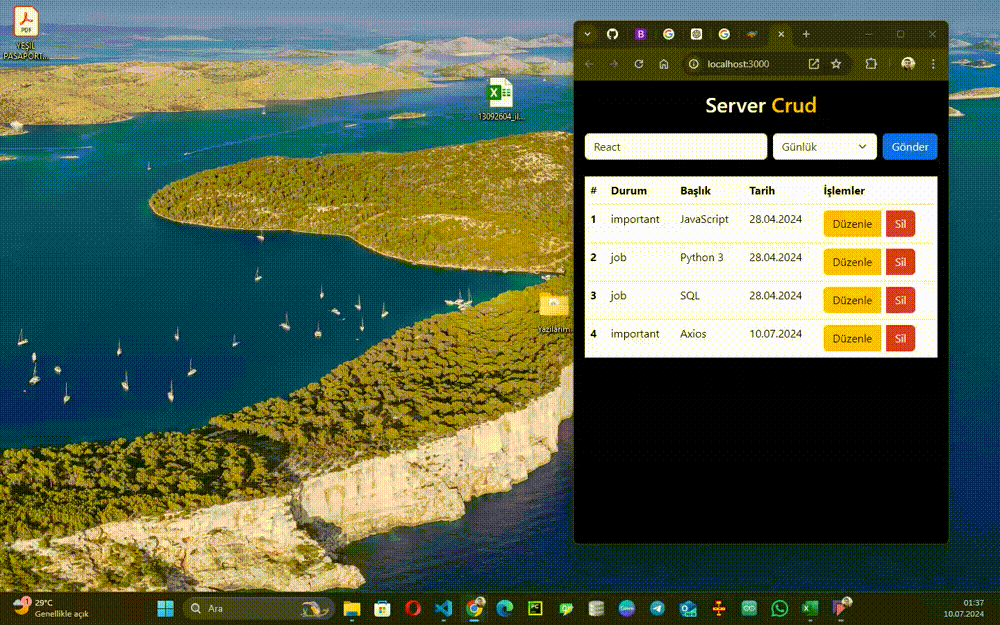 YEŞİL
PASAPORT...
13092604_il...
Yazılarım
localhost:3000
Server Crud
React
Günlük
Gönder
# Durum Başlık Tarih İşlemler
1 important JavaScript 28.04.2024 Düzenle Sil
2 job Python 3 28.04.2024 Düzenle Sil
3 job SQL 28.04.2024 Düzenle Sil
4 important Axios 10.07.2024 Düzenle Sil
29°C
Genellikle açık
Ara
01:37
10.07.2024